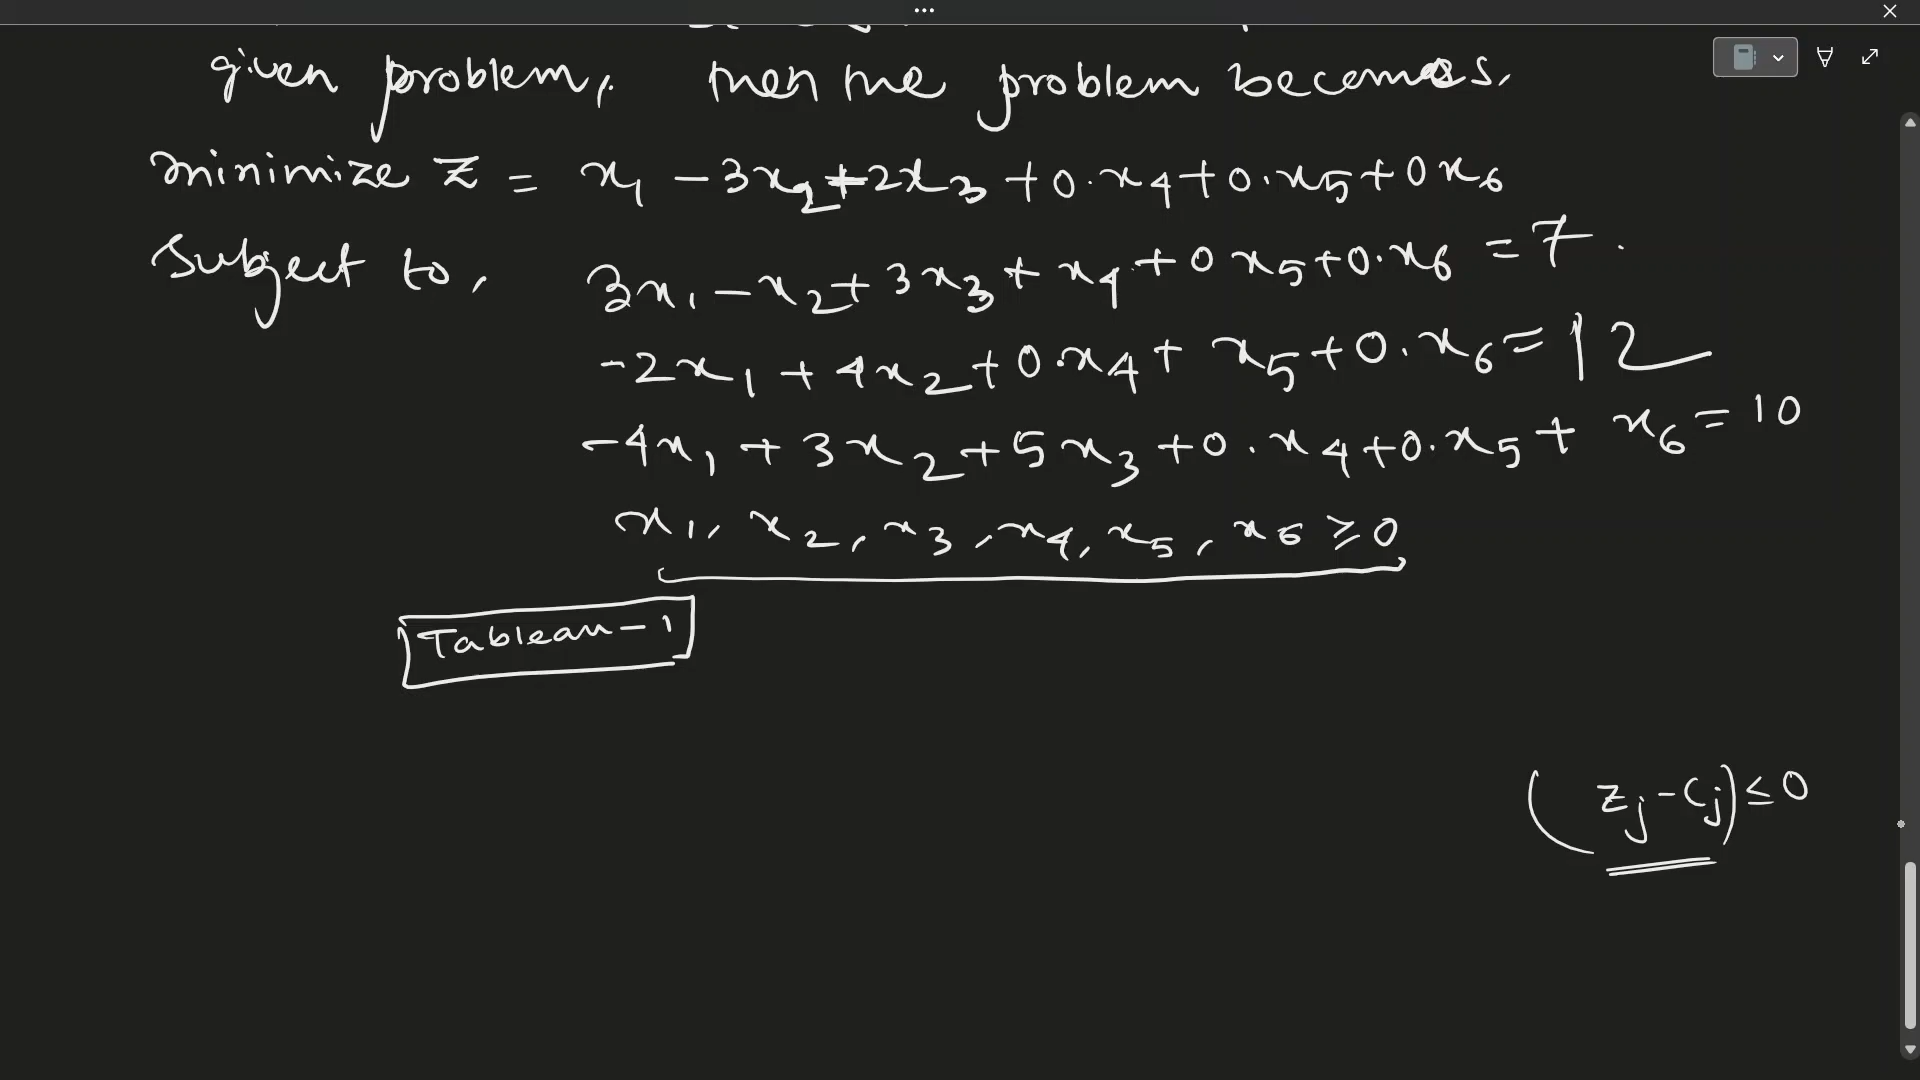 given problem, then the problem becomes,
minimize Z = x₁ - 3x₂ + 2x₃ + 0.x₄ + 0.x₅ + 0x₆
Subject to, 3x₁ - x₂ + 3x₃ + x₄ + 0x₅ + 0.x₆ = 7.
-2x₁ + 4x₂ + 0.x₄ + x₅ + 0.x₆ = 12
-4x₁ + 3x₂ + 5x₃ + 0.x₄ + 0.x₅ + x₆ = 10
x₁, x₂, x₃, x₄, x₅, x₆ ≥ 0
Tableau-1
(zj - cj) ≤ 0